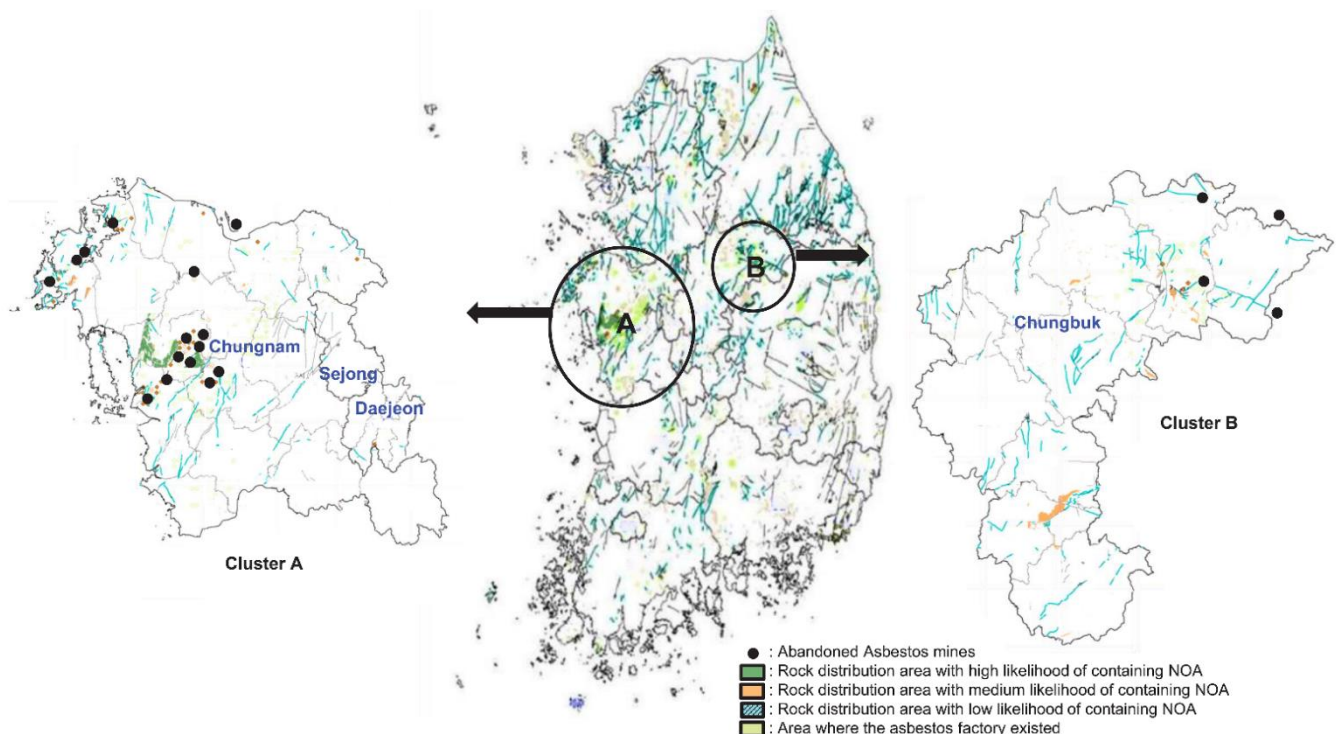 A
B
Chungnam
Sejong
Daejeon
Cluster A
Chungbuk
Cluster B
: Abandoned Asbestos mines
: Rock distribution area with high likelihood of containing NOA
: Rock distribution area with medium likelihood of containing NOA
: Rock distribution area with low likelihood of containing NOA
: Area where the asbestos factory existed